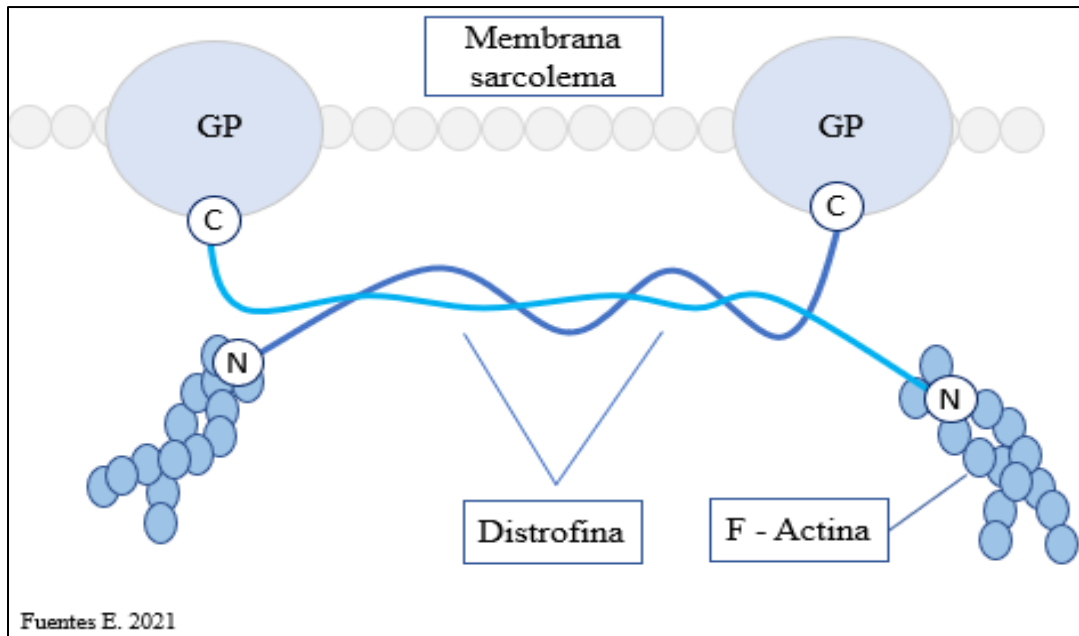 Membrana
sarcolema
GP
GP
C
C
N
N
Distrofina
F - Actina
Fuentes E. 2021